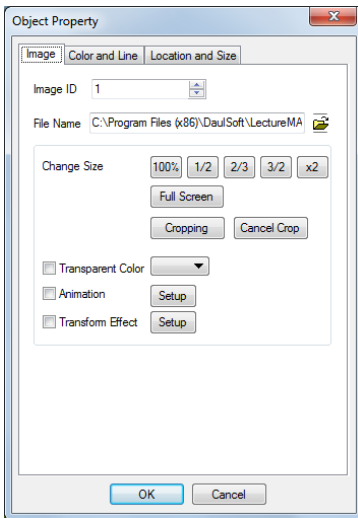 Object Property
Image Color and Line Location and Size
Image ID 1
File Name C:\Program Files (x86)\DaulSoft\LectureMA
Change Size 100% 1/2 2/3 3/2 x2
Full Screen
Cropping Cancel Crop
Transparent Color
Animation Setup
Transform Effect Setup
OK Cancel